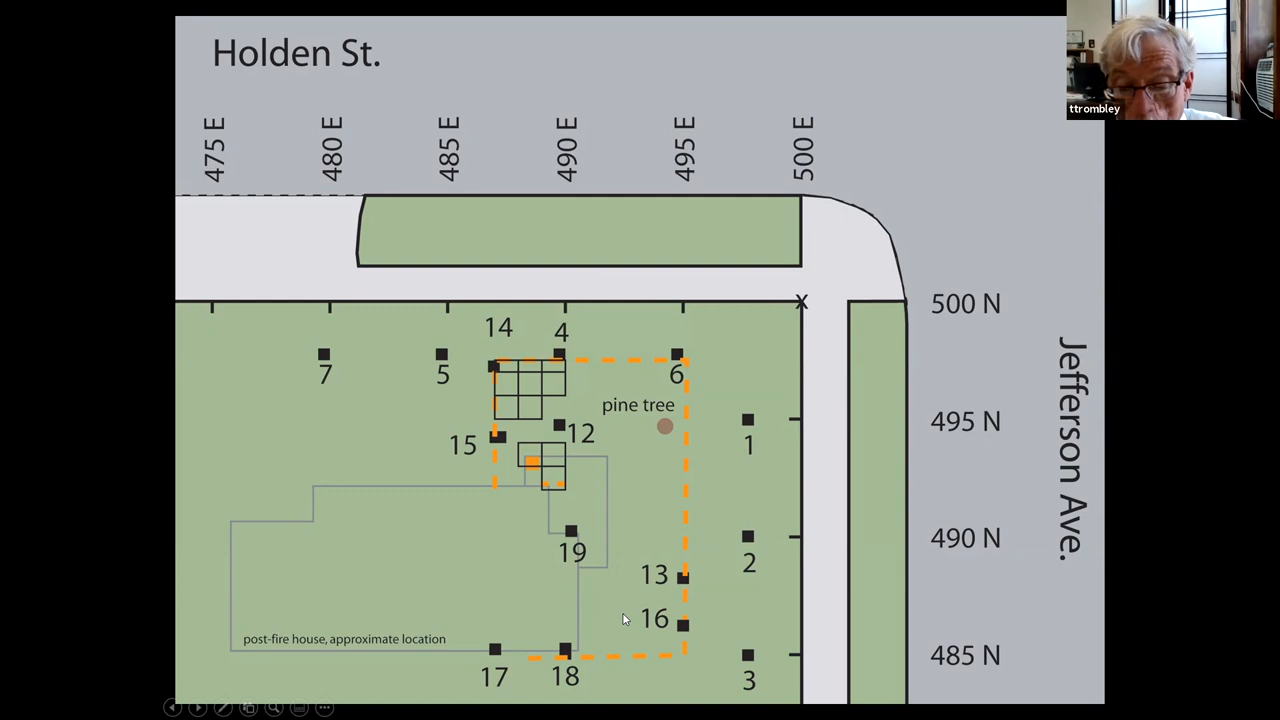 Holden St.
ttrombley
475 E
480 E
485 E
490 E
495 E
500 E
x
500 N
14
4
7
5
6
pine tree
495 N
12
15
1
Jefferson Ave.
490 N
19
2
13
16
post-fire house, approximate location
485 N
17
18
3